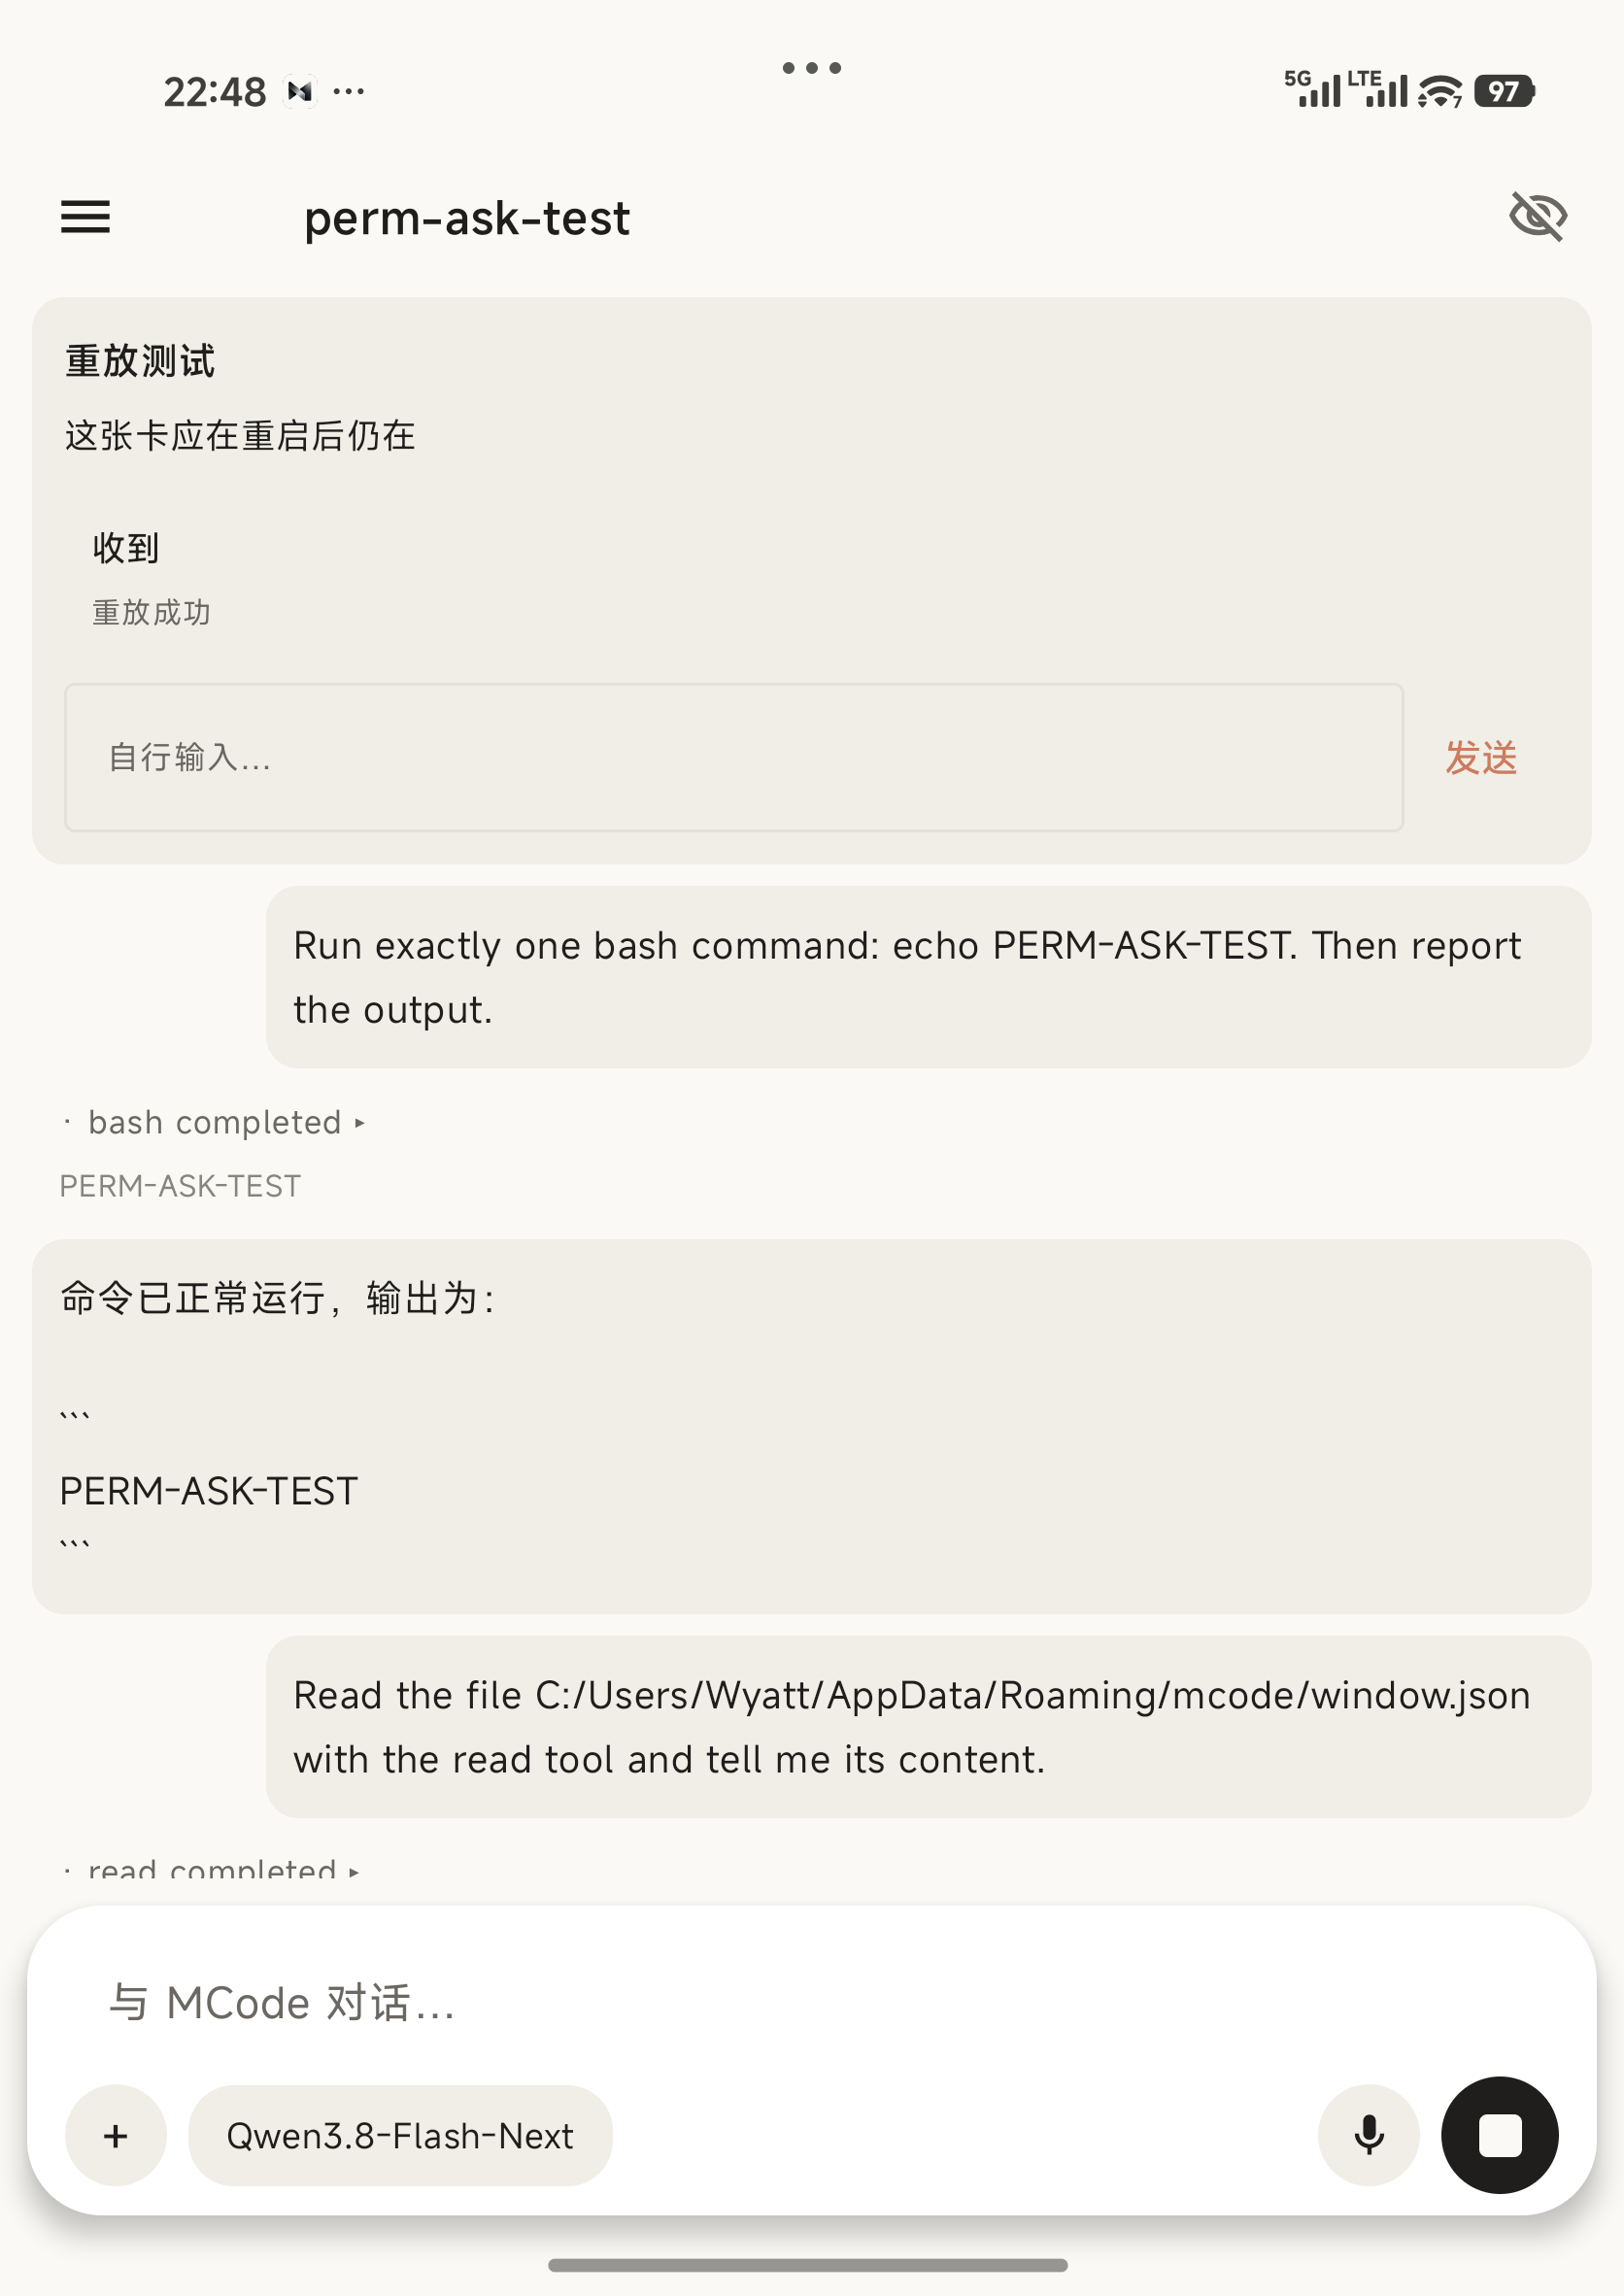 22:48 ...
5G LTE 7 97
perm-ask-test
重放测试
这张卡应在重启后仍在
收到
重放成功
自行输入...
发送
Run exactly one bash command: echo PERM-ASK-TEST. Then report
the output.
· bash completed ▸
PERM-ASK-TEST
命令已正常运行，输出为：
```
PERM-ASK-TEST
```
Read the file C:/Users/Wyatt/AppData/Roaming/mcode/window.json
with the read tool and tell me its content.
· read completed ▸
与 MCode 对话...
+ Qwen3.8-Flash-Next